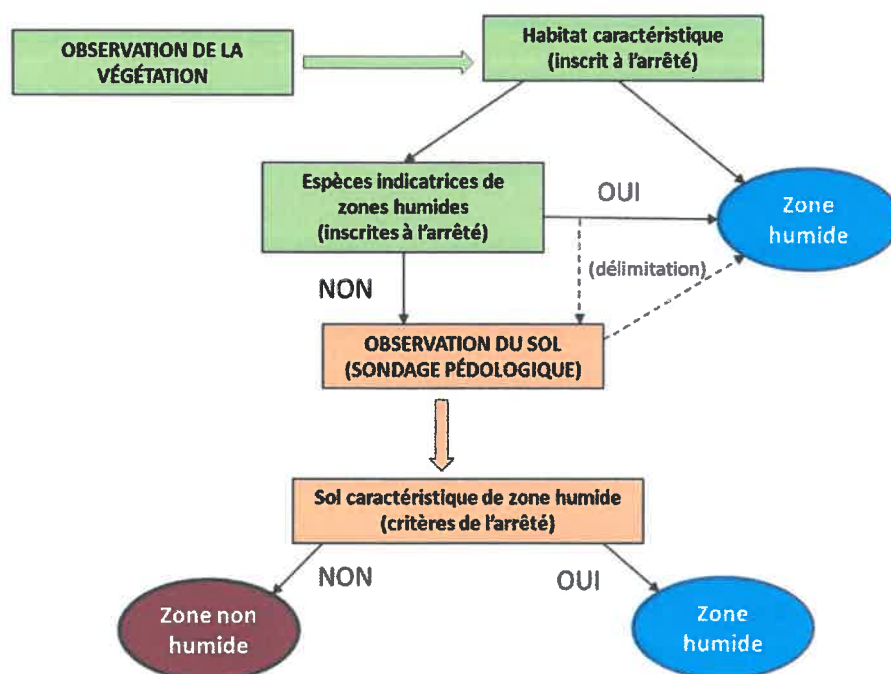 OBSERVATION DE LA
VÉGÉTATION
Habitat caractéristique
(inscrit à l'arrêté)
Espèces indicatrices de
zones humides
(inscrites à l'arrêté)
OUI
Zone
humide
(délimitation)
NON
OBSERVATION DU SOL
(SONDAGE PÉDOLOGIQUE)
Sol caractéristique de zone humide
(critères de l'arrêté)
NON
OUI
Zone non
humide
Zone
humide